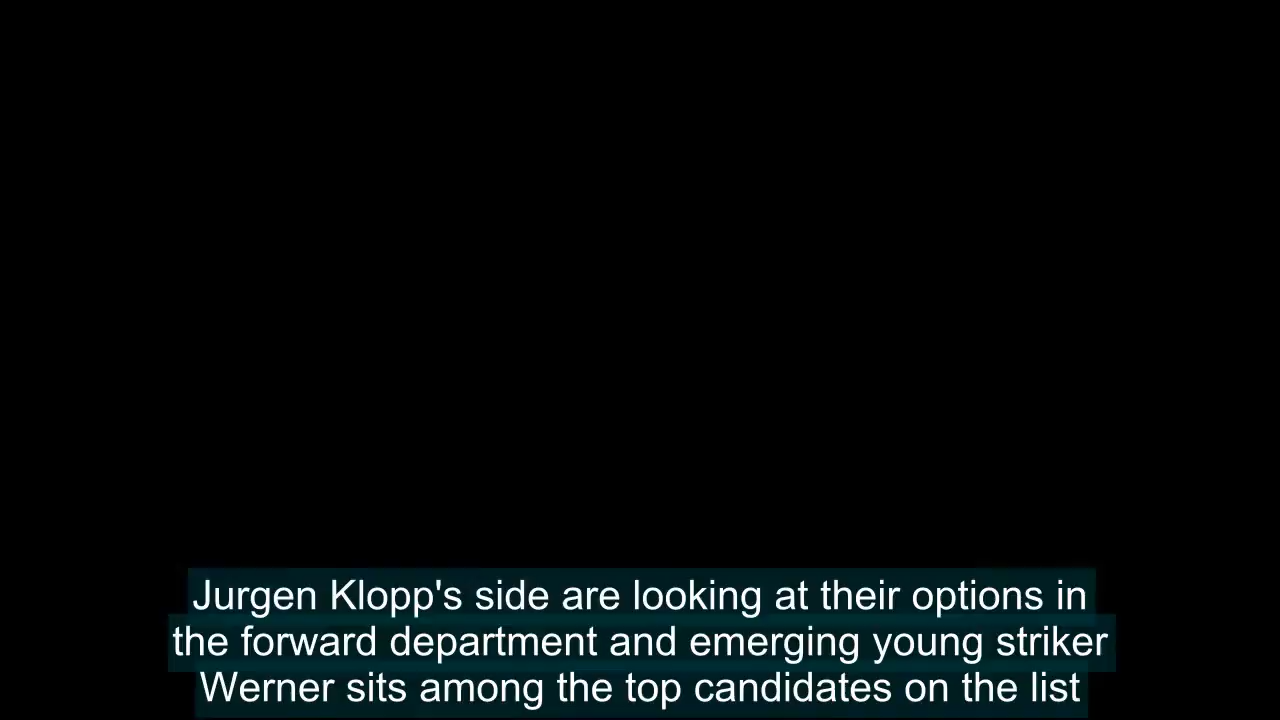 Jurgen Klopp's side are looking at their options in
the forward department and emerging young striker
Werner sits among the top candidates on the list